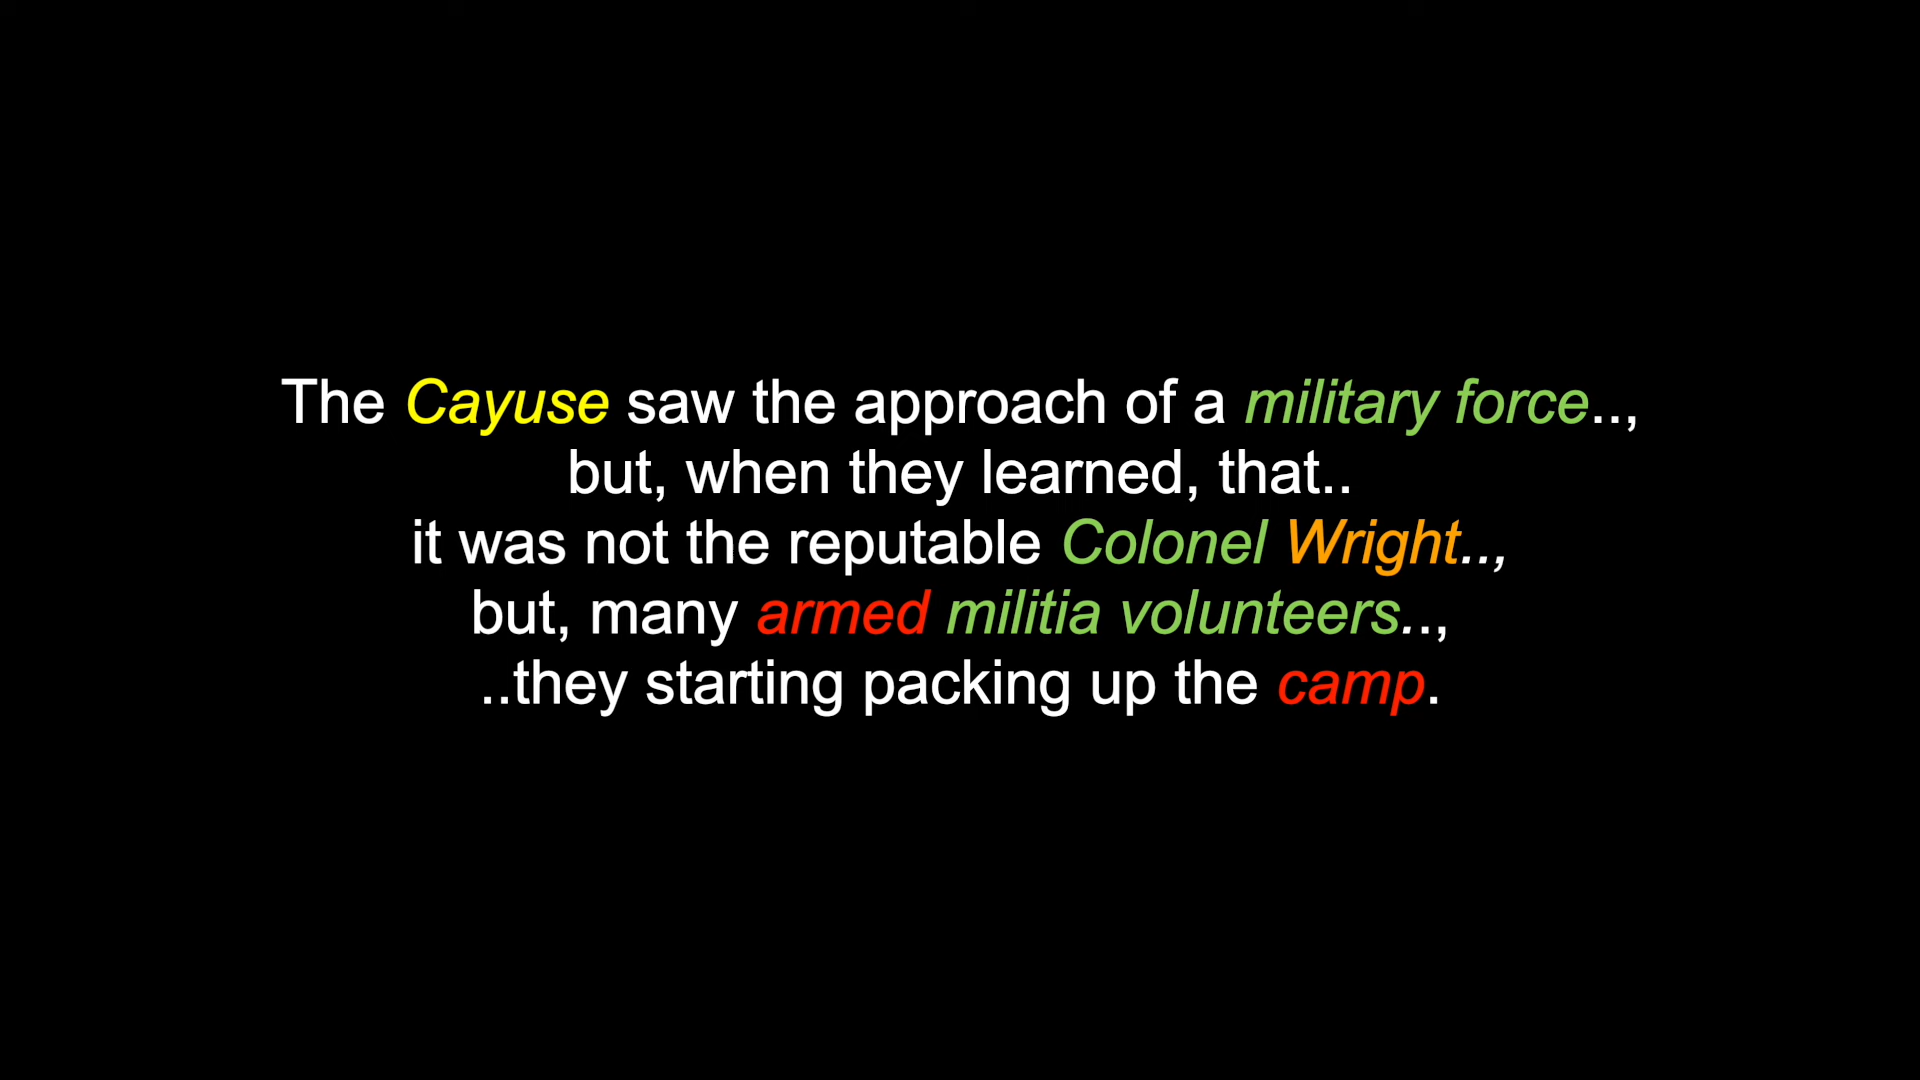 The Cayuse saw the approach of a military force..,
but, when they learned, that..
it was not the reputable Colonel Wright..,
but, many armed militia volunteers..,
..they starting packing up the camp.